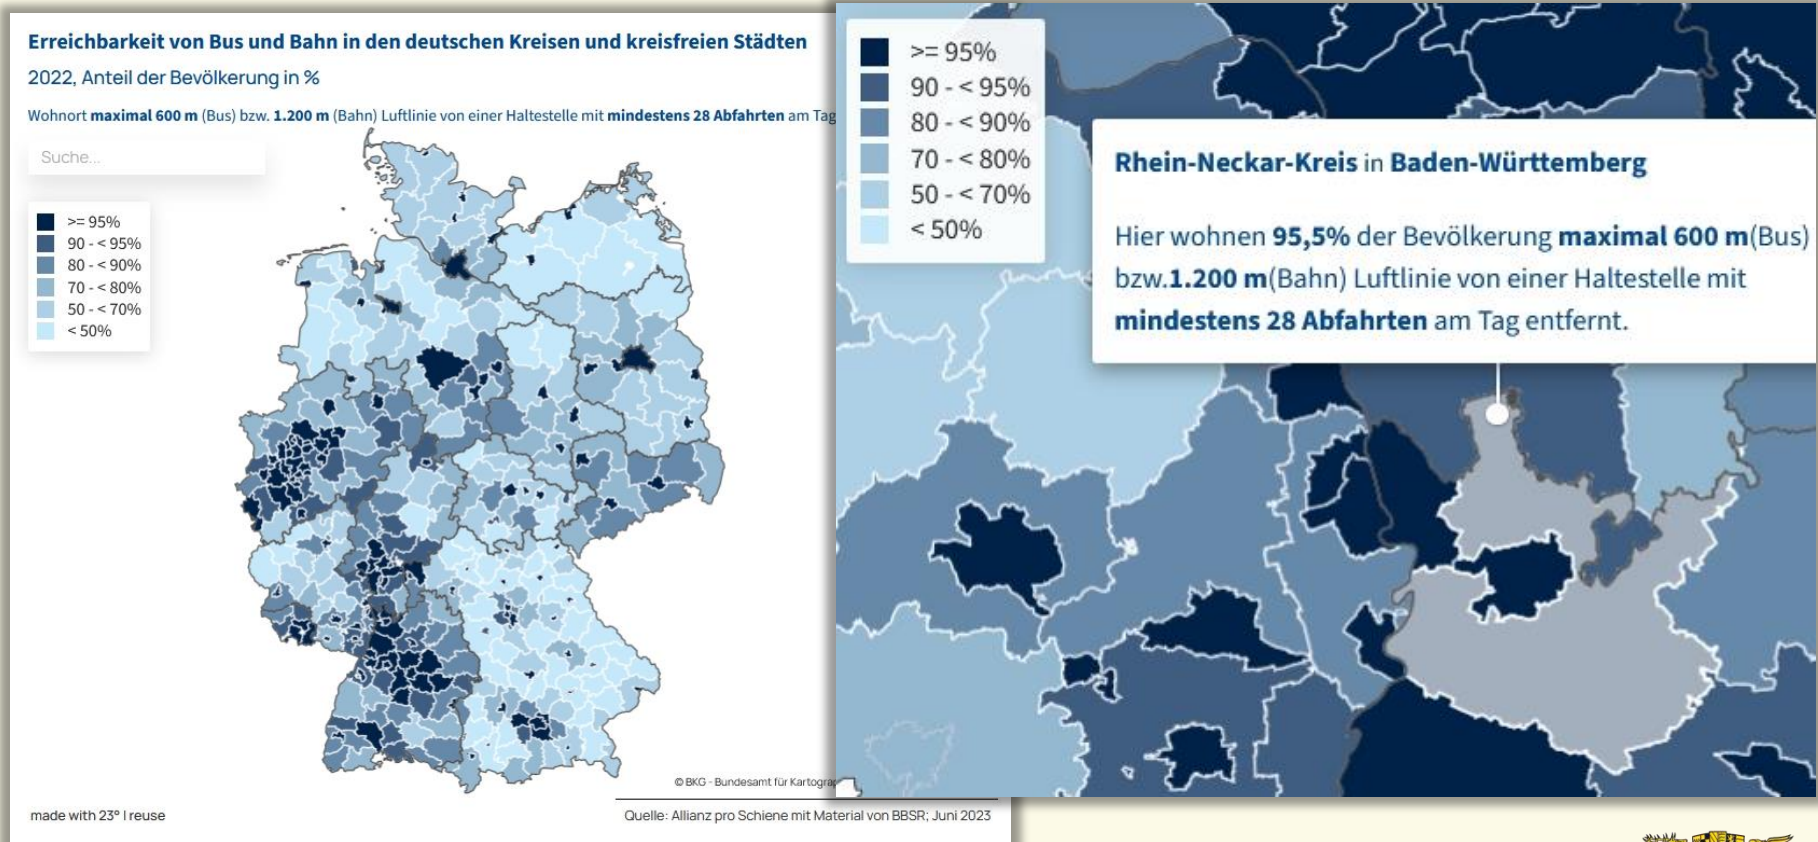 Erreichbarkeit von Bus und Bahn in den deutschen Kreisen und kreisfreien Städten
2022, Anteil der Bevölkerung in %
Wohnort maximal 600 m (Bus) bzw. 1.200 m (Bahn) Luftlinie von einer Haltestelle mit mindestens 28 Abfahrten am Tag
Suche...
>= 95%
90 - < 95%
80 - < 90%
70 - < 80%
50 - < 70%
< 50%
© BKG - Bundesamt für
made with 23° | reuse
Quelle: Allianz pro Schiene mit Material von BBSR; Juni 2023
>= 95%
90 - < 95%
80 - < 90%
70 - < 80%
50 - < 70%
< 50%
Rhein-Neckar-Kreis in Baden-Württemberg
Hier wohnen 95,5% der Bevölkerung maximal 600 m(Bus)
bzw.1.200 m(Bahn) Luftlinie von einer Haltestelle mit
mindestens 28 Abfahrten am Tag entfernt.